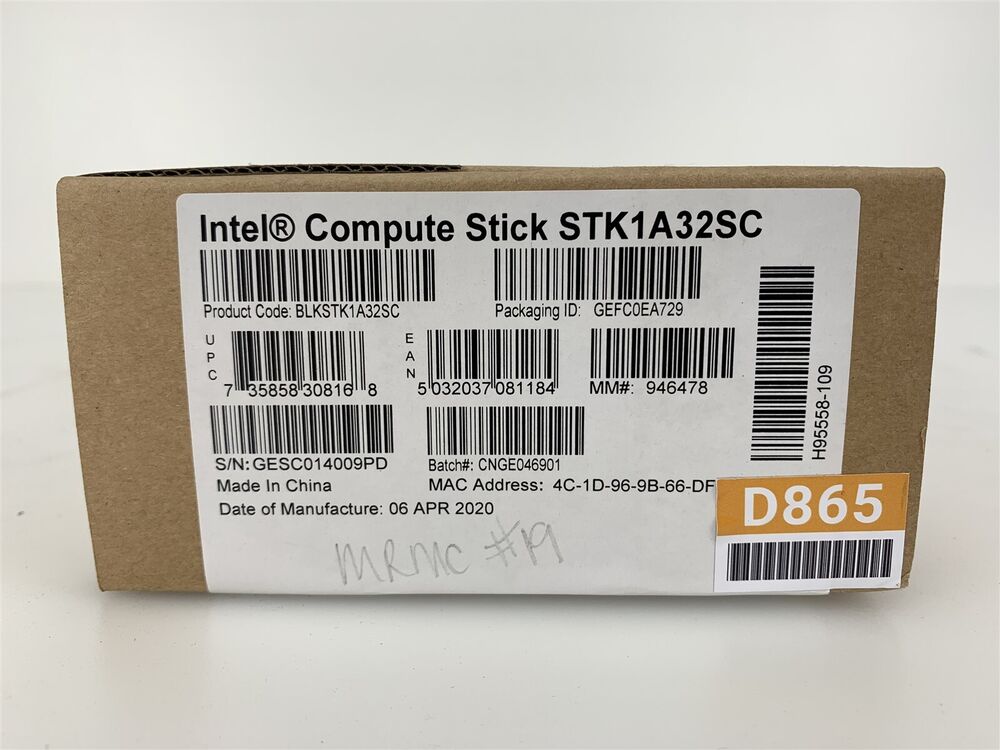 Intel® Compute Stick STK1A32SC
Product Code: BLKSTK1A32SC
Packaging ID: GEFC0EA729
UPC
7 35858 30816 8
EAN
5 032037 081184
MM#: 946478
H95558-109
S/N: GESC014009PD
Batch#: CNGE046901
Made In China
MAC Address: 4C-1D-96-9B-66-DF
Date of Manufacture: 06 APR 2020
D865
MRMC #19